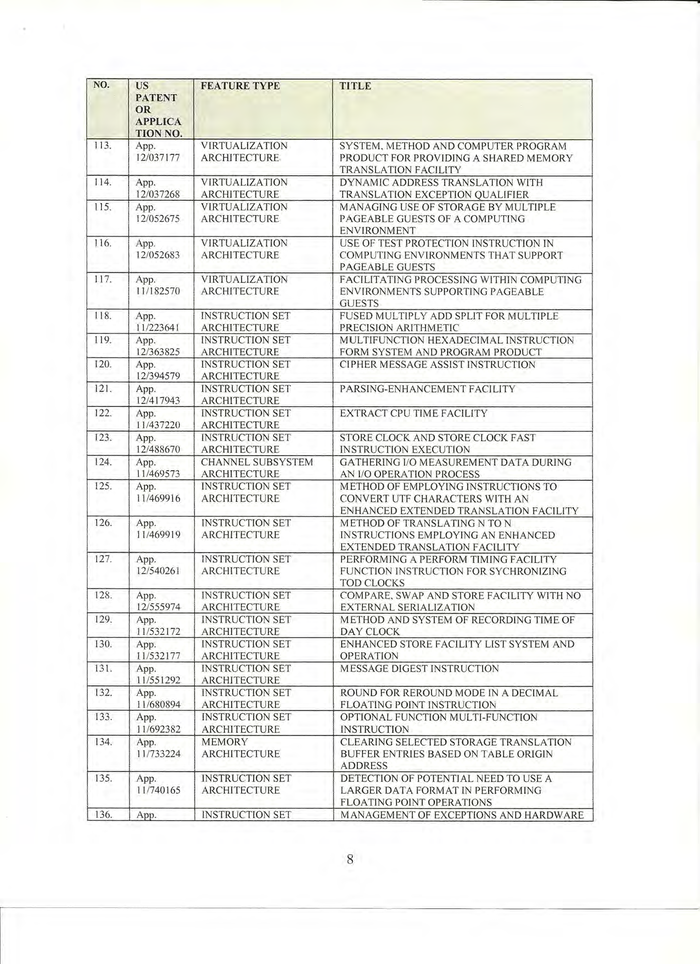 NO. US FEATURE TYPE TITLE
PATENT
OR
APPLICA
TION NO.
113. App. VIRTUALIZATION SYSTEM, METHOD AND COMPUTER PROGRAM
12/037177 ARCHITECTURE PRODUCT FOR PROVIDING A SHARED MEMORY
TRANSLATION FACILITY
114. App. VIRTUALIZATION DYNAMIC ADDRESS TRANSLATION WITH
12/037268 ARCHITECTURE TRANSLATION EXCEPTION QUALIFIER
115. App. VIRTUALIZATION MANAGING USE OF STORAGE BY MULTIPLE
12/052675 ARCHITECTURE PAGEABLE GUESTS OF A COMPUTING
ENVIRONMENT
116. App. VIRTUALIZATION USE OF TEST PROTECTION INSTRUCTION IN
12/052683 ARCHITECTURE COMPUTING ENVIRONMENTS THAT SUPPORT
PAGEABLE GUESTS
117. App. VIRTUALIZATION FACILITATING PROCESSING WITHIN COMPUTING
11/182570 ARCHITECTURE ENVIRONMENTS SUPPORTING PAGEABLE
GUESTS
118. App. INSTRUCTION SET FUSED MULTIPLY ADD SPLIT FOR MULTIPLE
11/223641 ARCHITECTURE PRECISION ARITHMETIC
119. App. INSTRUCTION SET MULTIFUNCTION HEXADECIMAL INSTRUCTION
12/363825 ARCHITECTURE FORM SYSTEM AND PROGRAM PRODUCT
120. App. INSTRUCTION SET CIPHER MESSAGE ASSIST INSTRUCTION
12/394579 ARCHITECTURE
121. App. INSTRUCTION SET PARSING-ENHANCEMENT FACILITY
12/417943 ARCHITECTURE
122. App. INSTRUCTION SET EXTRACT CPU TIME FACILITY
11/437220 ARCHITECTURE
123. App. INSTRUCTION SET STORE CLOCK AND STORE CLOCK FAST
12/488670 ARCHITECTURE INSTRUCTION EXECUTION
124. App. CHANNEL SUBSYSTEM GATHERING I/O MEASUREMENT DATA DURING
11/469573 ARCHITECTURE AN I/O OPERATION PROCESS
125. App. INSTRUCTION SET METHOD OF EMPLOYING INSTRUCTIONS TO
11/469916 ARCHITECTURE CONVERT UTF CHARACTERS WITH AN
ENHANCED EXTENDED TRANSLATION FACILITY
126. App. INSTRUCTION SET METHOD OF TRANSLATING N TO N
11/469919 ARCHITECTURE INSTRUCTIONS EMPLOYING AN ENHANCED
EXTENDED TRANSLATION FACILITY
127. App. INSTRUCTION SET PERFORMING A PERFORM TIMING FACILITY
12/540261 ARCHITECTURE FUNCTION INSTRUCTION FOR SYCHRONIZING
TOD CLOCKS
128. App. INSTRUCTION SET COMPARE, SWAP AND STORE FACILITY WITH NO
12/555974 ARCHITECTURE EXTERNAL SERIALIZATION
129. App. INSTRUCTION SET METHOD AND SYSTEM OF RECORDING TIME OF
11/532172 ARCHITECTURE DAY CLOCK
130. App. INSTRUCTION SET ENHANCED STORE FACILITY LIST SYSTEM AND
11/532177 ARCHITECTURE OPERATION
131. App. INSTRUCTION SET MESSAGE DIGEST INSTRUCTION
11/551292 ARCHITECTURE
132. App. INSTRUCTION SET ROUND FOR REROUND MODE IN A DECIMAL
11/680894 ARCHITECTURE FLOATING POINT INSTRUCTION
133. App. INSTRUCTION SET OPTIONAL FUNCTION MULTI-FUNCTION
11/692382 ARCHITECTURE INSTRUCTION
134. App. MEMORY CLEARING SELECTED STORAGE TRANSLATION
11/733224 ARCHITECTURE BUFFER ENTRIES BASED ON TABLE ORIGIN
ADDRESS
135. App. INSTRUCTION SET DETECTION OF POTENTIAL NEED TO USE A
11/740165 ARCHITECTURE LARGER DATA FORMAT IN PERFORMING
FLOATING POINT OPERATIONS
136. App. INSTRUCTION SET MANAGEMENT OF EXCEPTIONS AND HARDWARE
8